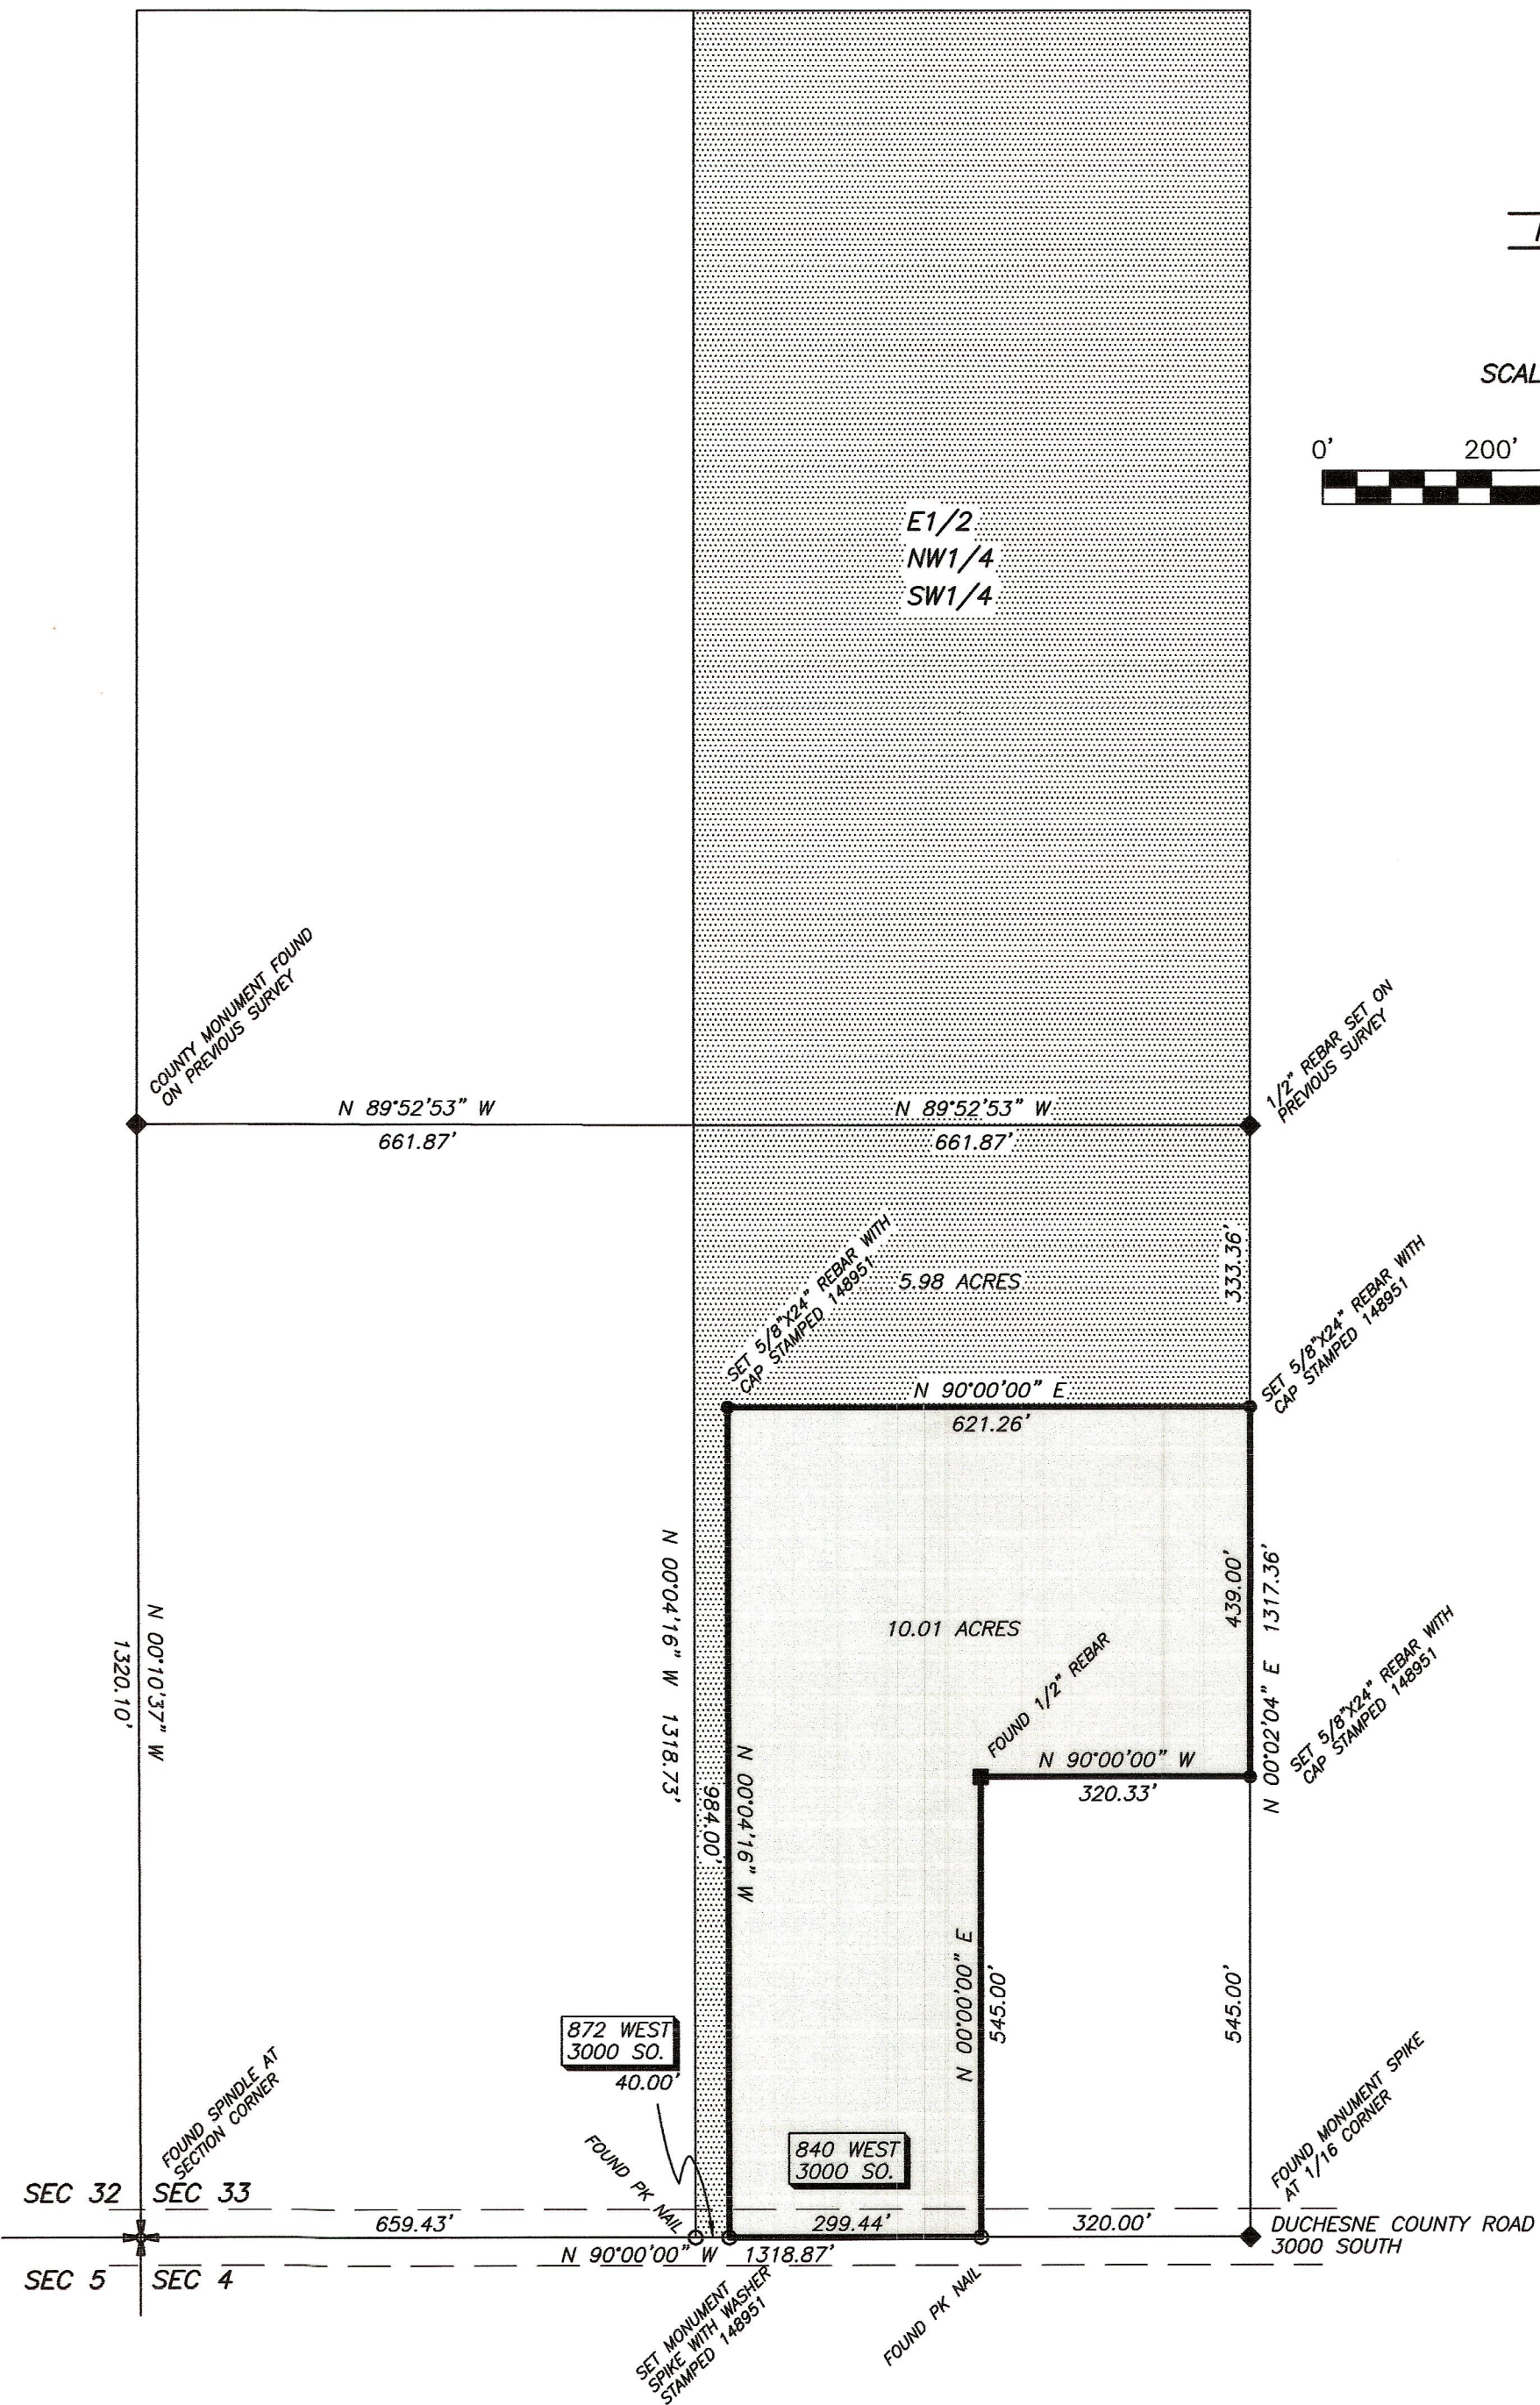 SCAL
0' 200'
E1/2
NW1/4
SW1/4
COUNTY MONUMENT FOUND
ON PREVIOUS SURVEY
1/2" REBAR SET ON
PREVIOUS SURVEY
N 89°52'53" W
661.87'
N 89°52'53" W
661.87'
333.36'
SET 5/8"X24" REBAR WITH
CAP STAMPED 148951
5.98 ACRES
SET 5/8"X24" REBAR WITH
CAP STAMPED 148951
N 90°00'00" E
621.26'
N 00°10'37" W
1320.10'
N 00°04'16" W 1318.73'
984.00'
N 00°04'16" W
10.01 ACRES
439.00'
N 00°02'04" E 1317.36'
FOUND 1/2" REBAR
SET 5/8"X24" REBAR WITH
CAP STAMPED 148951
N 90°00'00" W
320.33'
N 00°00'00" E
545.00'
545.00'
872 WEST
3000 SO.
40.00'
FOUND SPINDLE AT
SECTION CORNER
FOUND PK NAIL
840 WEST
3000 SO.
FOUND MONUMENT SPIKE
AT 1/16 CORNER
SEC 32 SEC 33
659.43'
299.44'
320.00'
DUCHESNE COUNTY ROAD
3000 SOUTH
N 90°00'00" W 1318.87'
SEC 5 SEC 4
SET MONUMENT
SPIKE WITH WASHER
STAMPED 148951
FOUND PK NAIL